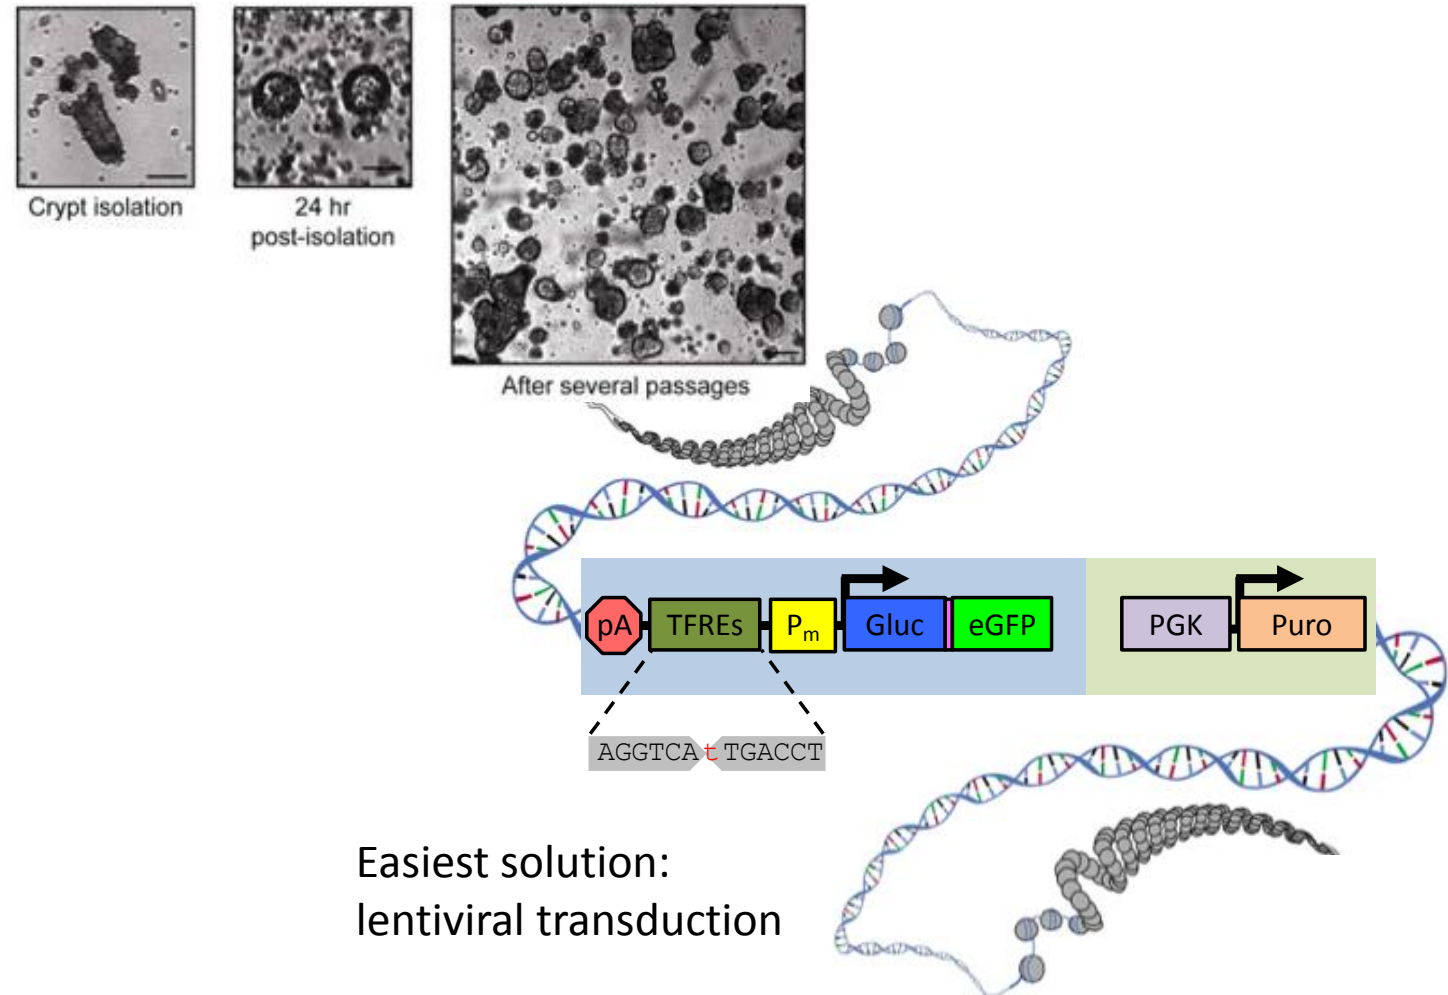 Crypt isolation
24 hr
post-isolation
After several passages
pA
TFREs
Pm
Gluc
eGFP
PGK
Puro
AGGTCA t TGACCT
Easiest solution:
lentiviral transduction